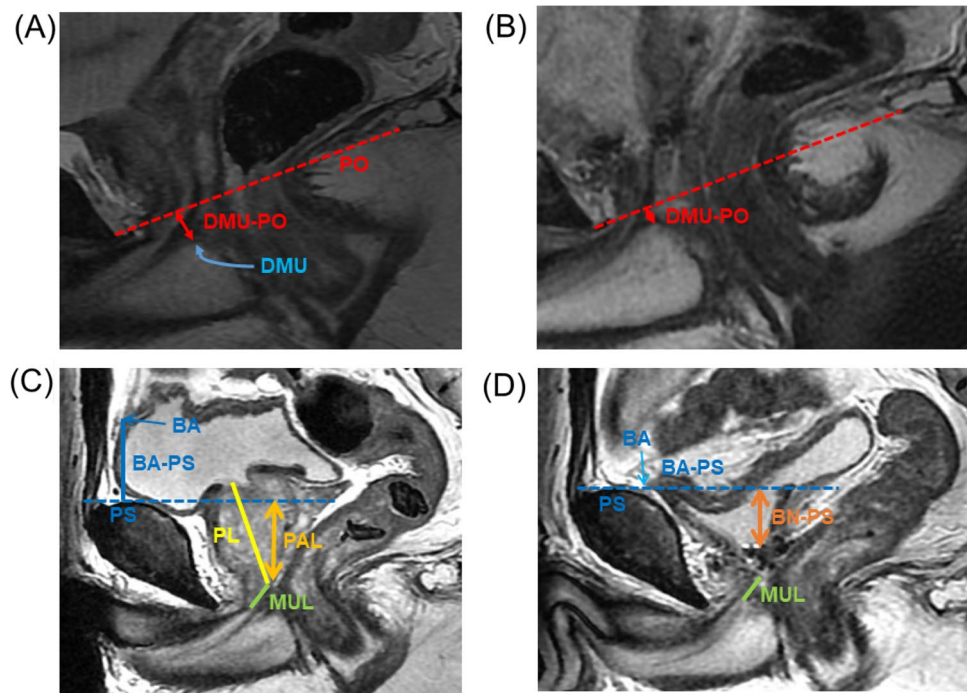 (A)
PO
DMU-PO
DMU
(B)
DMU-PO
(C)
BA
BA-PS
PS
PL
PAL
MUL
(D)
BA
BA-PS
PS
BN-PS
MUL